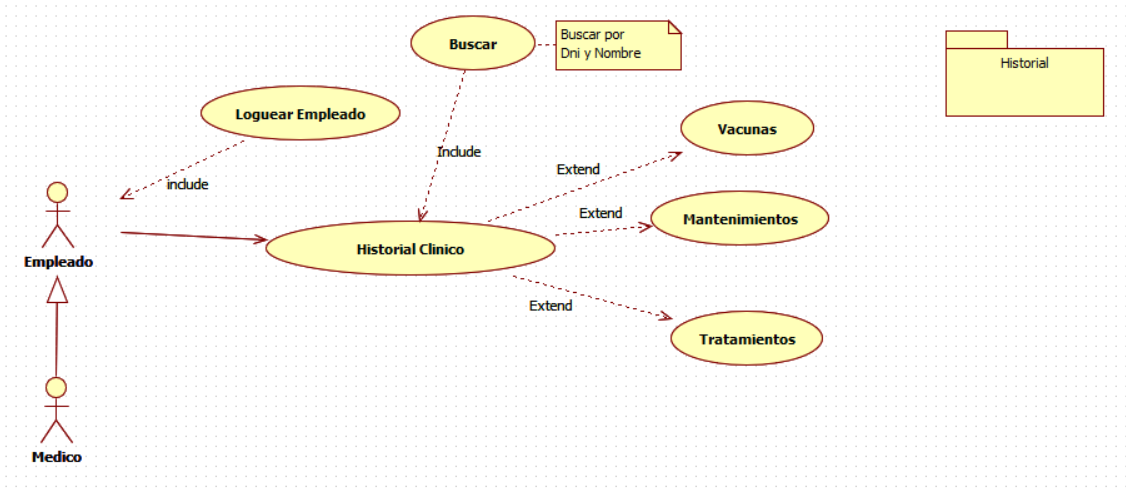 Buscar
Buscar por
Dni y Nombre
Historial
Loguear Empleado
Vacunas
Include
Extend
include
Extend
Mantenimientos
Historial Clinico
Empleado
Extend
Tratamientos
Medico